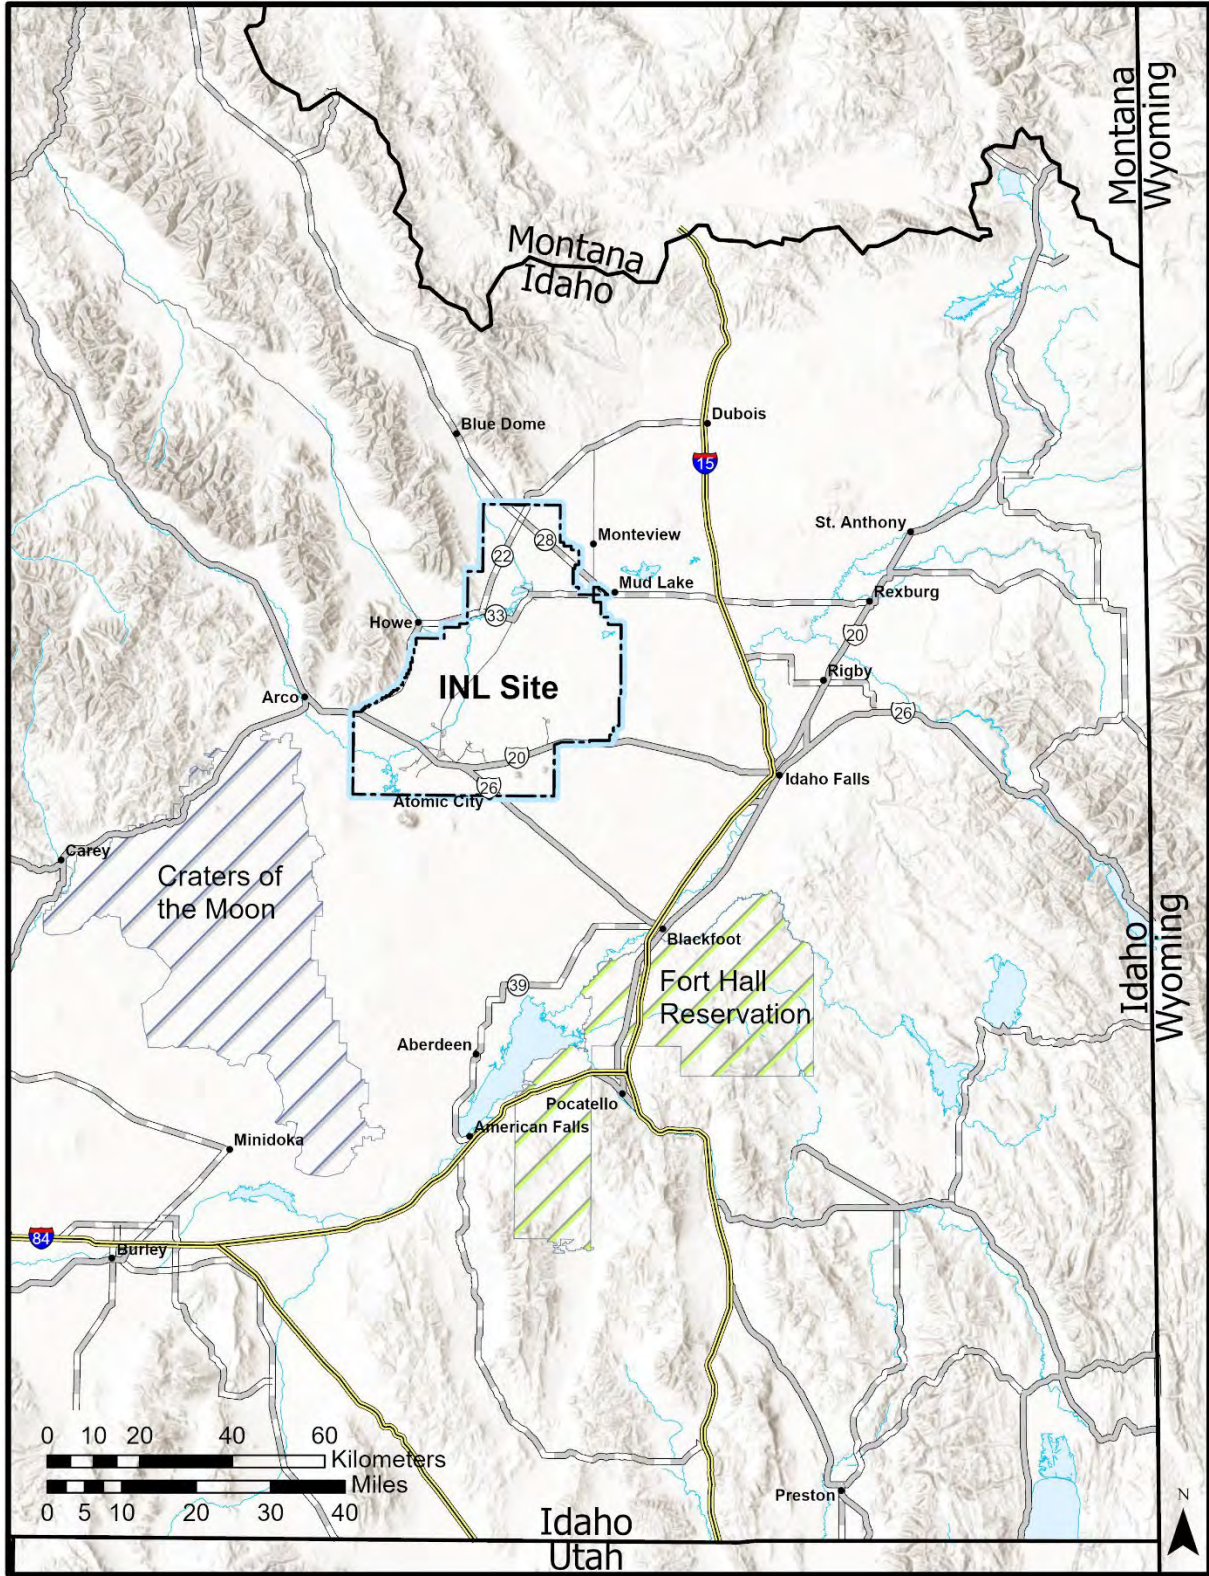 Montana
Wyoming
Montana
Idaho
Blue Dome
Dubois
15
St. Anthony
28
Monteview
22
Mud Lake
Rexburg
Howe
33
20
Rigby
INL Site
Arco
26
20
Idaho Falls
26
Atomic City
Carey
Craters of
the Moon
Idaho
Wyoming
Blackfoot
39
Fort Hall
Reservation
Aberdeen
Pocatello
American Falls
Minidoka
84
Burley
0 10 20 40 60
Kilometers
Miles
0 5 10 20 30 40
Preston
N
Idaho
Utah